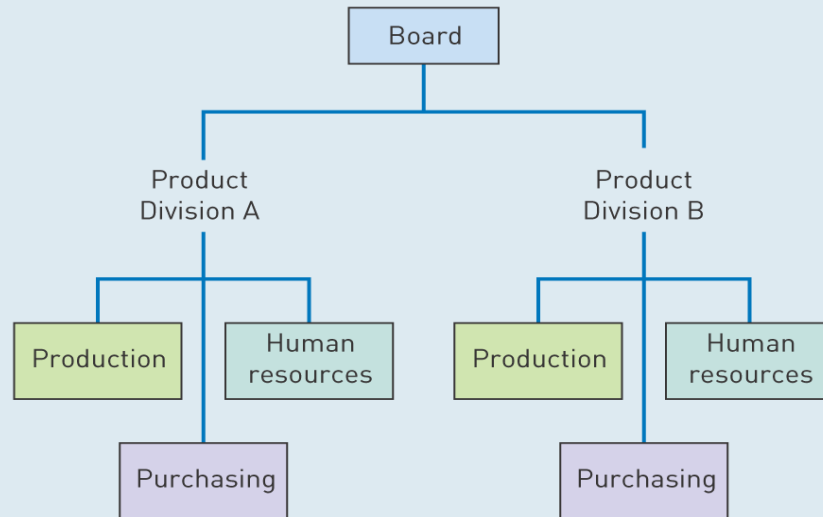 Board
Product
Division A
Product
Division B
Production
Human
resources
Production
Human
resources
Purchasing
Purchasing